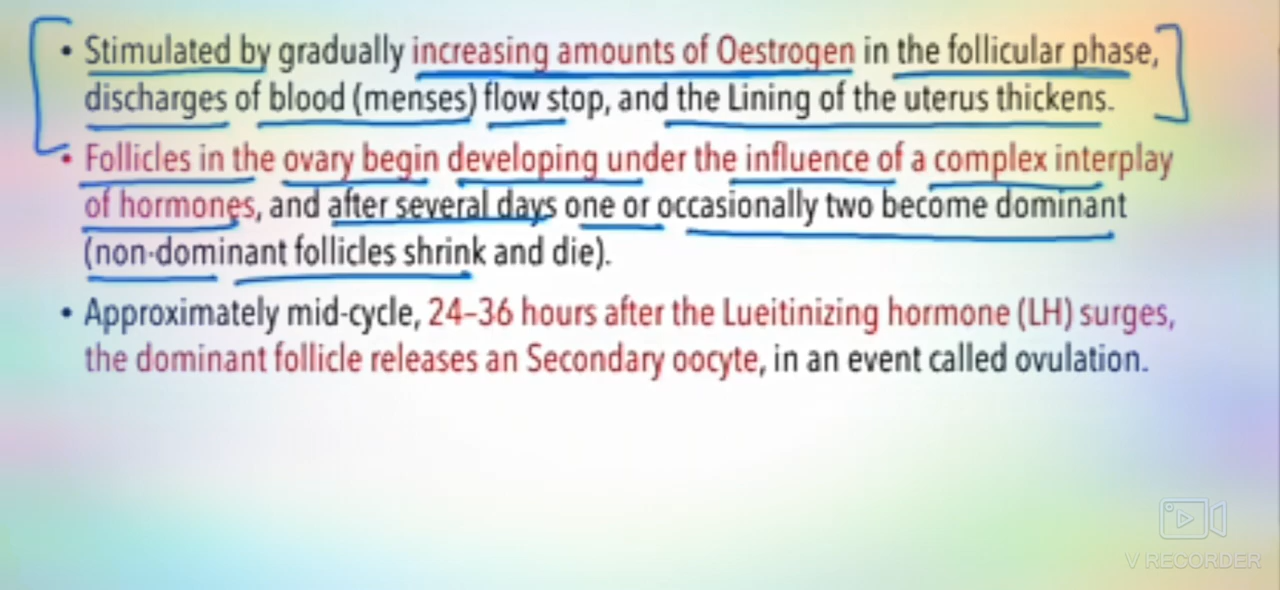 • Stimulated by gradually increasing amounts of Oestrogen in the follicular phase,
discharges of blood (menses) flow stop, and the Lining of the uterus thickens.
• Follicles in the ovary begin developing under the influence of a complex interplay
of hormones, and after several days one or occasionally two become dominant
(non-dominant follicles shrink and die).
• Approximately mid-cycle, 24–36 hours after the Lueitinizing hormone (LH) surges,
the dominant follicle releases an Secondary oocyte, in an event called ovulation.
V RECORDER